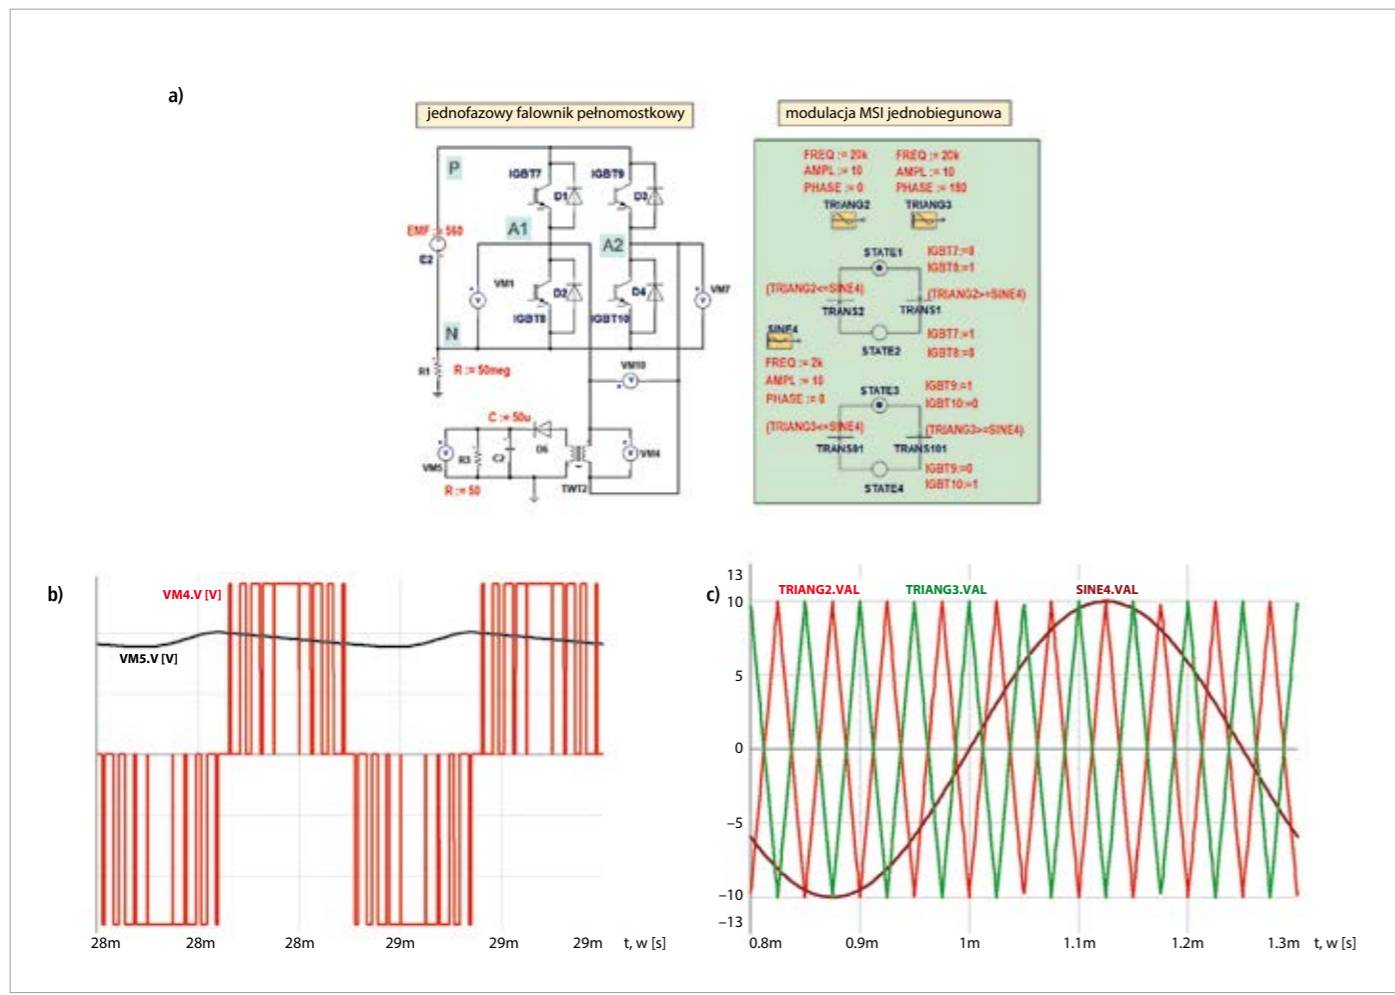 a)
jednofazowy falownik pełnomostkowy
modulacja MSI jednobiegunowa
P
IGBT7
IGBT9
D1
D3
EMF := 560
E2
A1
A2
VM1
D2
D4
VM7
IGBT8
IGBT10
N
R1
R := 50meg
VM10
C := 50u
D6
VM5
R3
C2
VM4
R := 50
TWT2
FREQ := 20k
AMPL := 10
PHASE := 0
TRIANG2
FREQ := 20k
AMPL := 10
PHASE := 180
TRIANG3
STATE1
IGBT7:=0
IGBT8:=1
(TRIANG2<=SINE4)
TRANS2
(TRIANG2>=SINE4)
TRANS1
SINE4
FREQ := 2k
AMPL := 10
PHASE := 0
IGBT7:=1
IGBT8:=0
STATE2
STATE3
IGBT9:=1
IGBT10:=0
(TRIANG3<=SINE4)
TRANS91
(TRIANG3>=SINE4)
TRANS101
STATE4
IGBT9:=0
IGBT10:=1
b)
VM4.V [V]
VM5.V [V]
28m 28m 28m 29m 29m 29m t, w [s]
c)
TRIANG2.VAL TRIANG3.VAL SINE4.VAL
13
10
5
0
–5
–10
–13
0.8m 0.9m 1m 1.1m 1.2m 1.3m t, w [s]